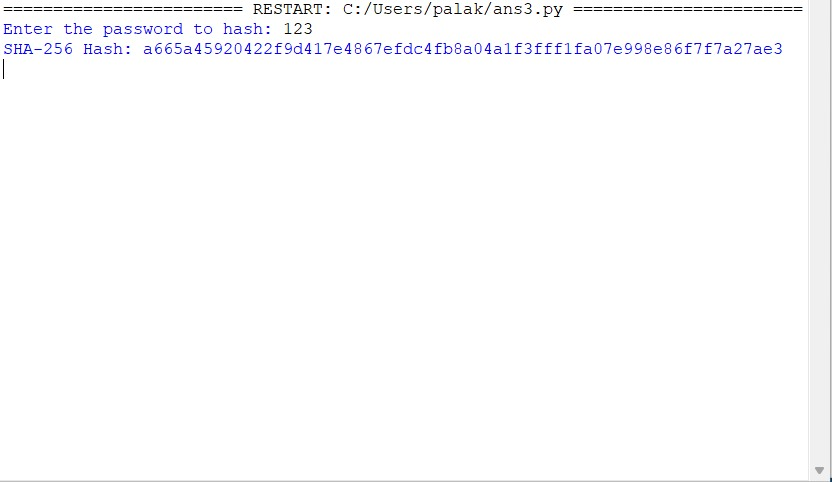 ======================== RESTART: C:/Users/palak/ans3.py =======================
Enter the password to hash: 123
SHA-256 Hash: a665a45920422f9d417e4867efdc4fb8a04a1f3fff1fa07e998e86f7f7a27ae3